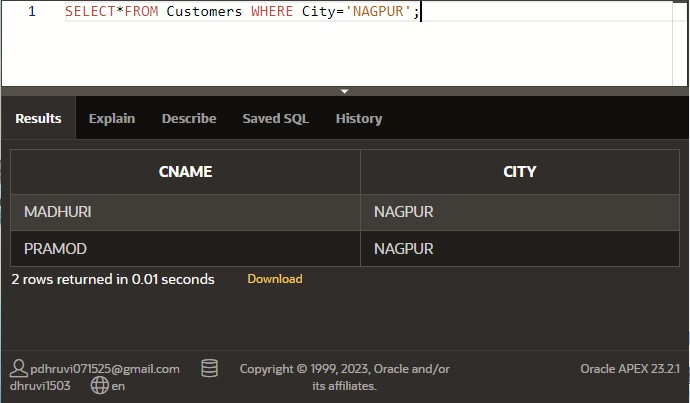 1 SELECT*FROM Customers WHERE City='NAGPUR';
Results Explain Describe Saved SQL History
CNAME CITY
MADHURI NAGPUR
PRAMOD NAGPUR
2 rows returned in 0.01 seconds Download
pdhruvi071525@gmail.com Copyright © 1999, 2023, Oracle and/or Oracle APEX 23.2.1
dhruvi1503 en its affiliates.